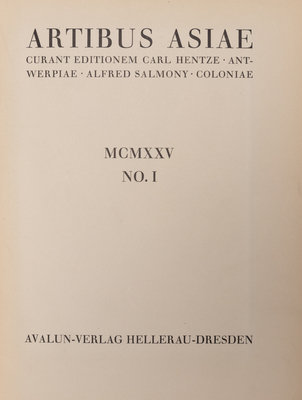 ARTIBUS ASIAE
CURANT EDITIONEM CARL HENTZE · ANT-
WERPIAE · ALFRED SALMONY · COLONIAE
MCMXXV
NO. I
AVALUN-VERLAG HELLERAU-DRESDEN